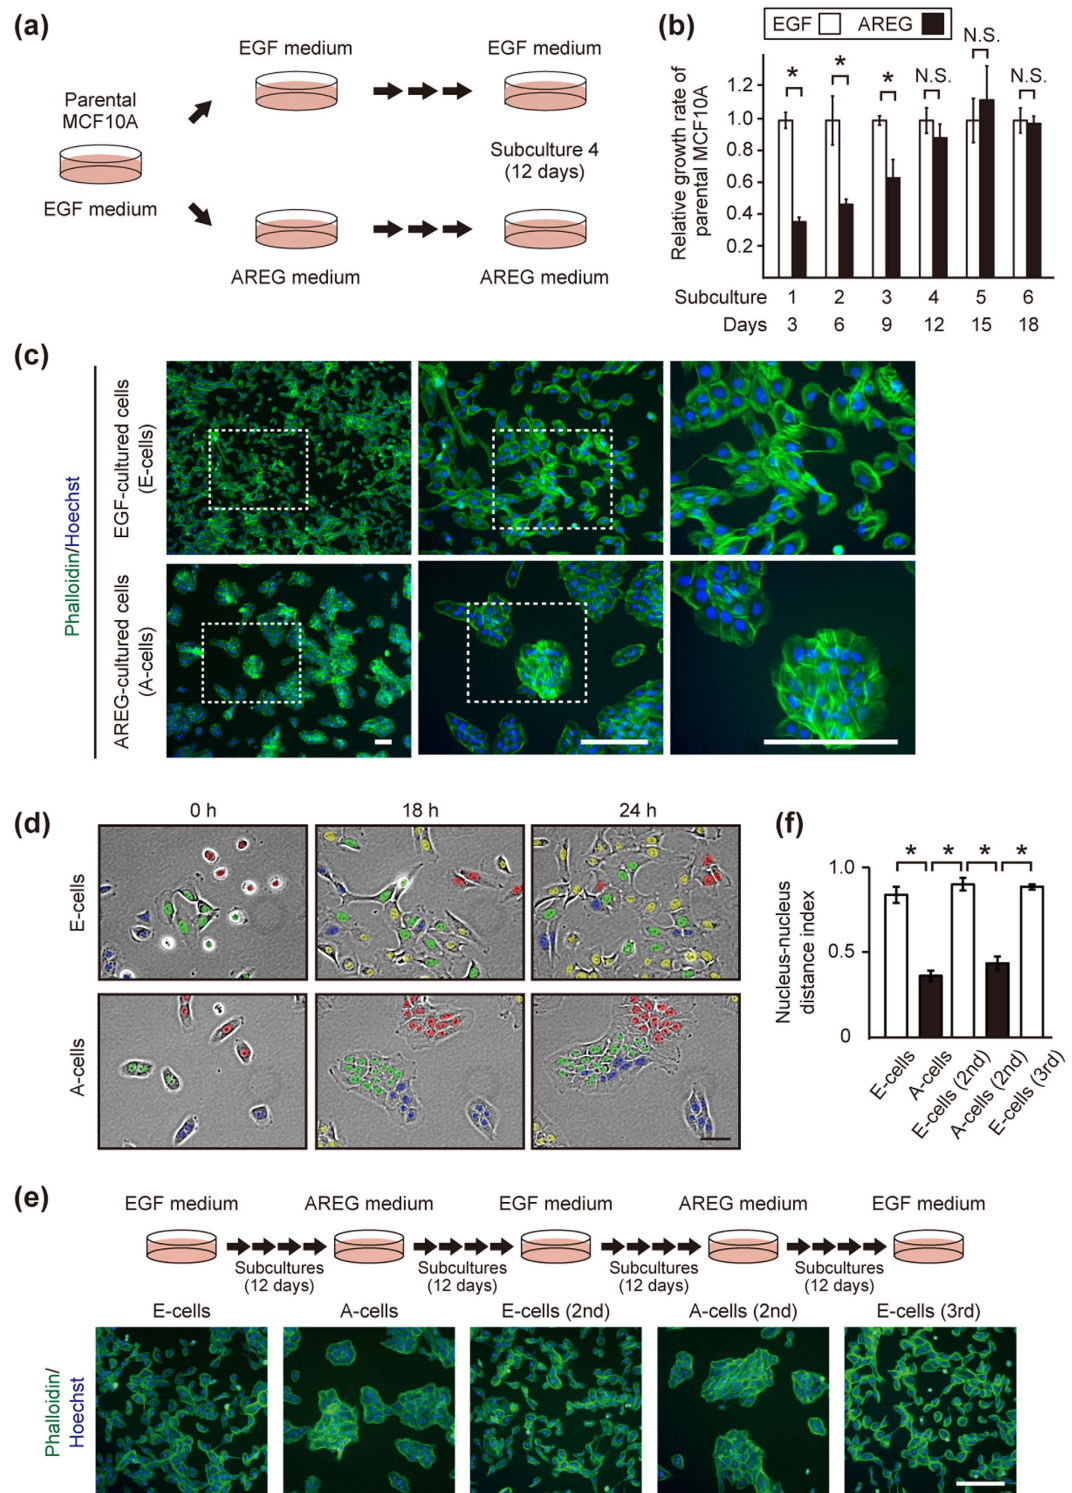 (a)
EGF medium
EGF medium
Parental
MCF10A
EGF medium
Subculture 4
(12 days)
AREG medium
AREG medium
(b)
EGF
AREG
Relative growth rate of
parental MCF10A
1.2
1.0
0.8
0.6
0.4
0.2
*
*
*
N.S.
N.S.
N.S.
Subculture 1 2 3 4 5 6
Days 3 6 9 12 15 18
(c)
Phalloidin/Hoechst
EGF-cultured cells
(E-cells)
AREG-cultured cells
(A-cells)
(d)
0 h
18 h
24 h
E-cells
A-cells
(f)
Nucleus-nucleus
distance index
1.0
0.5
0
* * * *
E-cells
A-cells
E-cells (2nd)
A-cells (2nd)
E-cells (3rd)
(e)
EGF medium
AREG medium
EGF medium
AREG medium
EGF medium
Subcultures
(12 days)
Subcultures
(12 days)
Subcultures
(12 days)
Subcultures
(12 days)
E-cells
A-cells
E-cells (2nd)
A-cells (2nd)
E-cells (3rd)
Phalloidin/
Hoechst